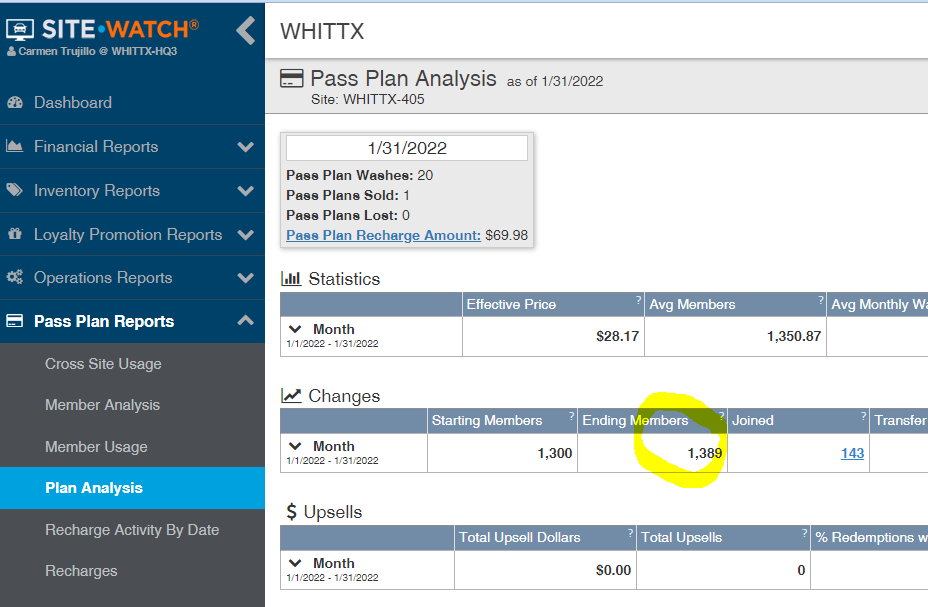 SITE•WATCH®
Carmen Trujillo @ WHITTX-HQ3
Dashboard
Financial Reports
Inventory Reports
Loyalty Promotion Reports
Operations Reports
Pass Plan Reports
Cross Site Usage
Member Analysis
Member Usage
Plan Analysis
Recharge Activity By Date
Recharges
WHITTX
Pass Plan Analysis as of 1/31/2022
Site: WHITTX-405
1/31/2022
Pass Plan Washes: 20
Pass Plans Sold: 1
Pass Plans Lost: 0
Pass Plan Recharge Amount: $69.98
Statistics
Effective Price ? Avg Members ? Avg Monthly Wa
Month $28.17 1,350.87
1/1/2022 - 1/31/2022
Changes
Starting Members ? Ending Members ? Joined ? Transfer
Month 1,300 1,389 143
1/1/2022 - 1/31/2022
$ Upsells
Total Upsell Dollars ? Total Upsells ? % Redemptions w
Month $0.00 0
1/1/2022 - 1/31/2022